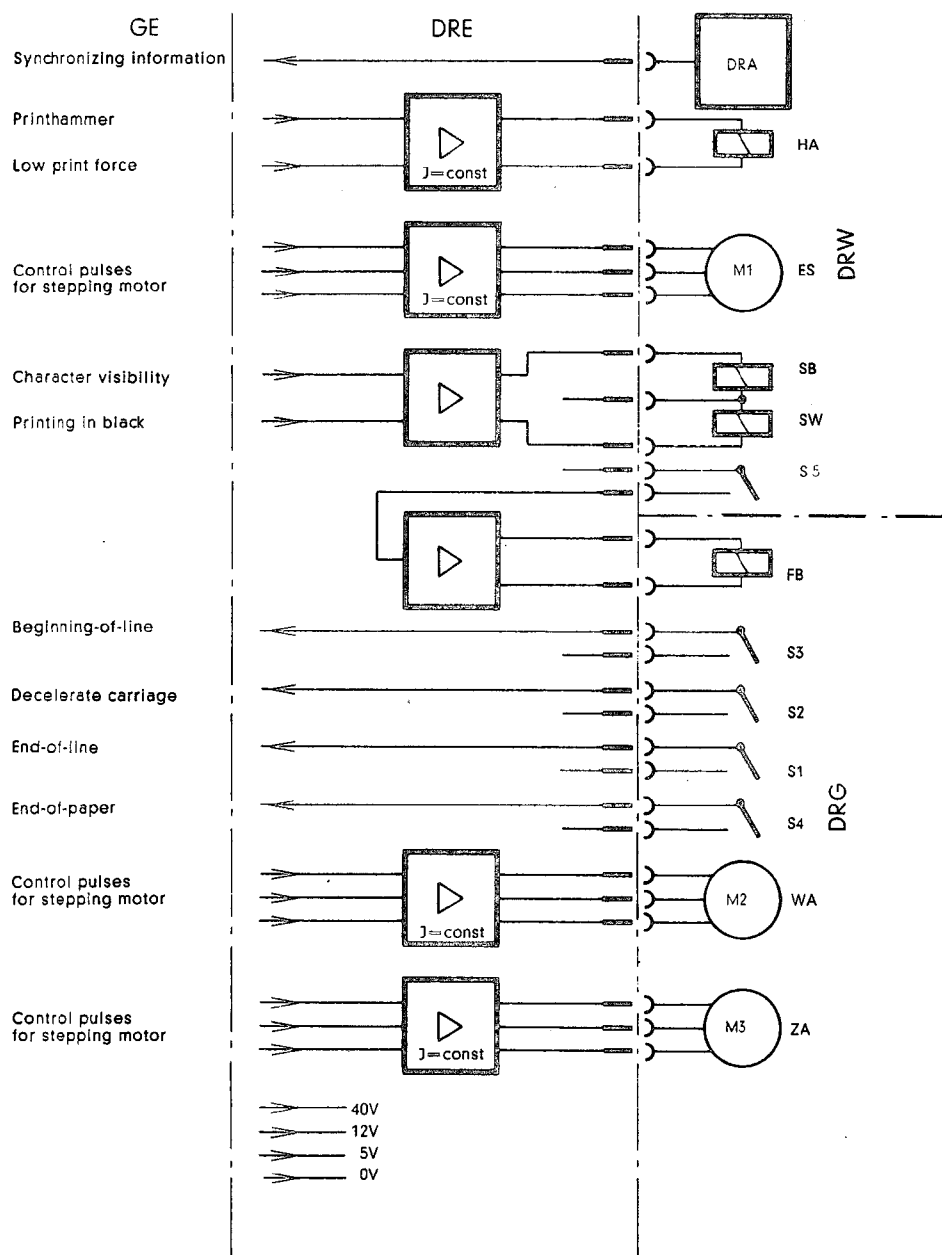 GE
DRE
Synchronizing information
DRA
Printhammer
HA
Low print force
J=const
DRW
Control pulses
for stepping motor
J=const
M1
ES
Character visibility
SB
Printing in black
SW
S5
FB
Beginning-of-line
S3
Decelerate carriage
S2
End-of-line
S1
End-of-paper
S4
DRG
Control pulses
for stepping motor
J=const
M2
WA
Control pulses
for stepping motor
J=const
M3
ZA
40V
12V
5V
0V